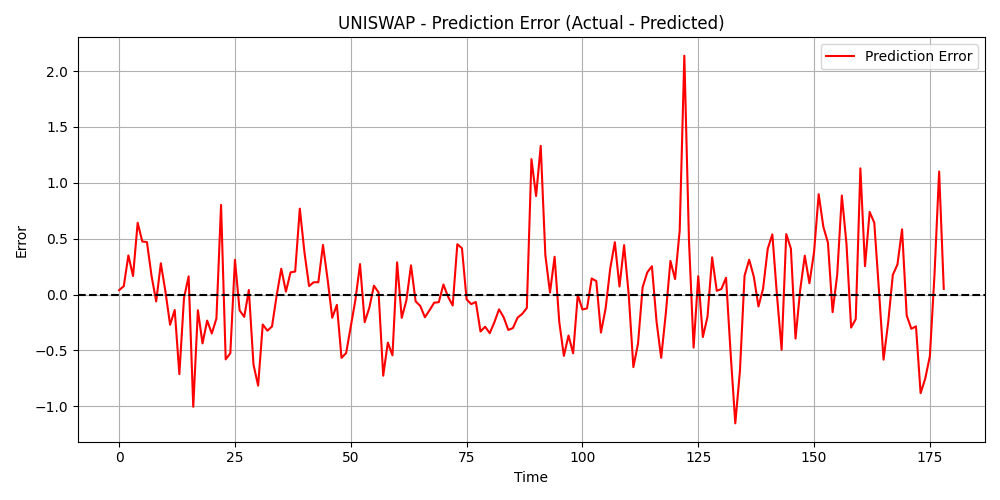 UNISWAP - Prediction Error (Actual - Predicted)
Prediction Error
2.0
1.5
1.0
0.5
0.0
−0.5
−1.0
Error
0 25 50 75 100 125 150 175
Time